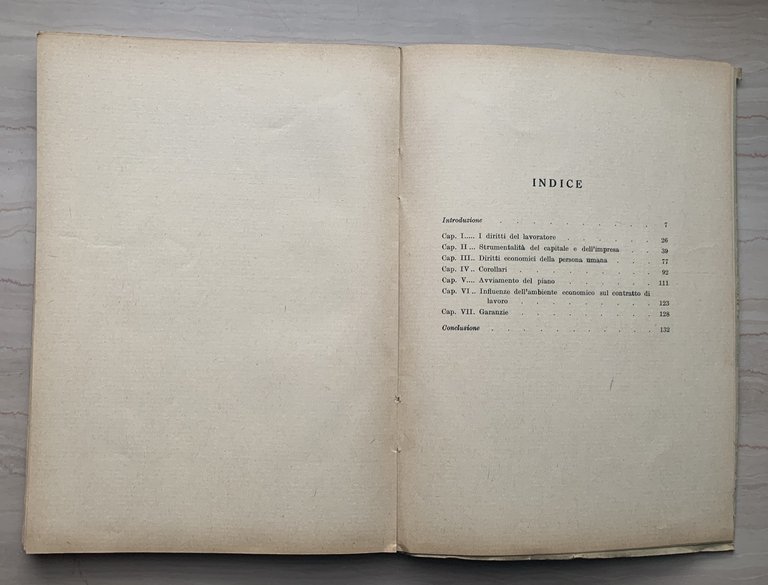 INDICE
Introduzione . . . . . . . . . . . 7
Cap. I..... I diritti del lavoratore . . . . . 26
Cap. II ... Strumentalità del capitale e dell'impresa . . . 39
Cap. III.. Diritti economici della persona umana . . . 77
Cap. IV.. Corollari . . . . . . . . . 92
Cap. V.... Avviamento del piano . . . . . . 111
Cap. VI .. Influenze dell'ambiente economico sul contratto di
lavoro . . . . . . . . . 123
Cap. VII. Garanzie . . . . . . . . . 128
Conclusione . . . . . . . . . . . 132